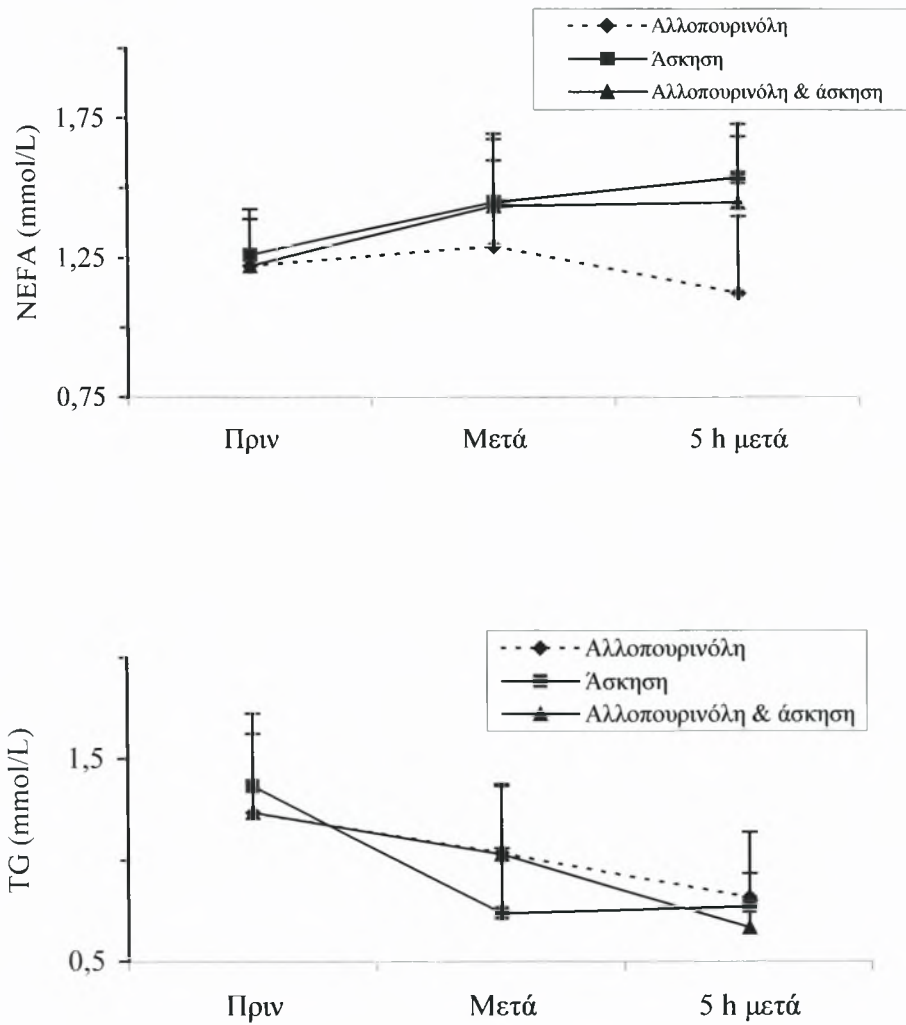 Αλλοπουρινόλη
Άσκηση
Αλλοπουρινόλη & άσκηση
1,75
1,25
0,75
NEFA (mmol/L)
Πριν Μετά 5 h μετά
Αλλοπουρινόλη
Άσκηση
Αλλοπουρινόλη & άσκηση
1,5
0,5
TG (mmol/L)
Πριν Μετά 5 h μετά